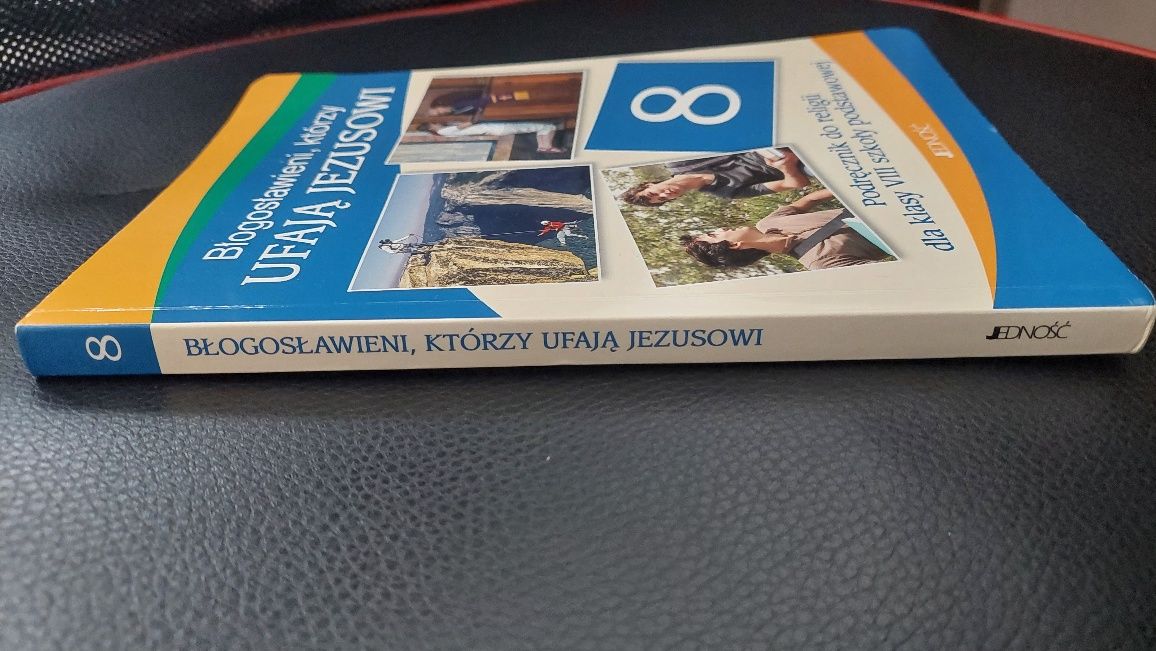 Błogosławieni, którzy
UFAJĄ JEZUSOWI
8
Podręcznik do religii
dla klasy VIII szkoły podstawowej
JEDNOŚĆ
8
BŁOGOSŁAWIENI, KTÓRZY UFAJĄ JEZUSOWI
JEDNOŚĆ